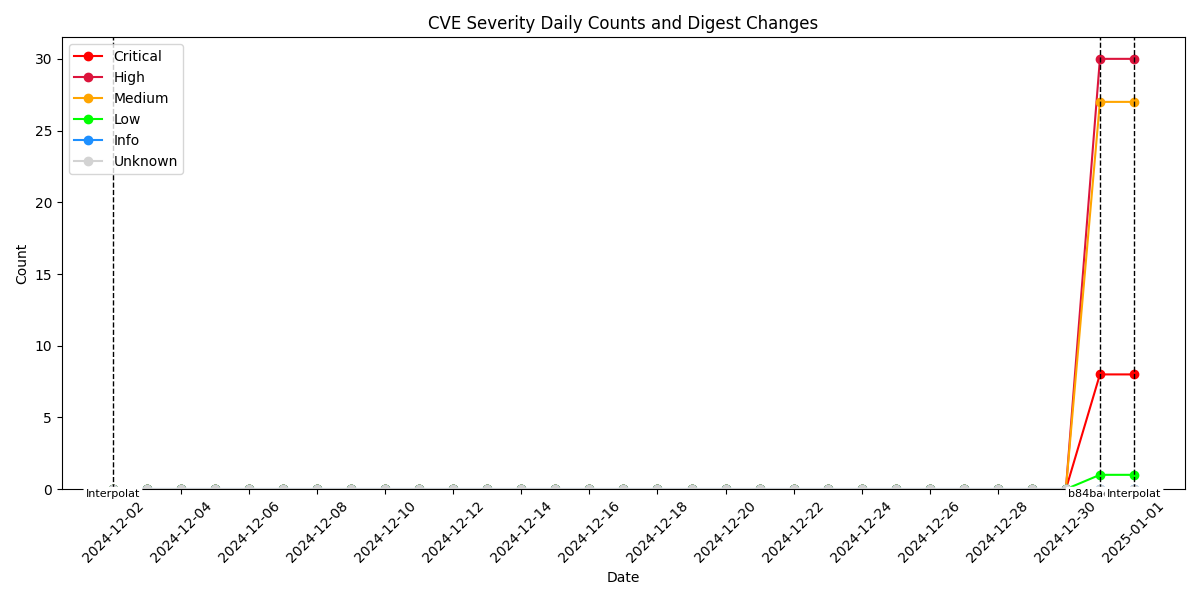 CVE Severity Daily Counts and Digest Changes
Critical
High
Medium
Low
Info
Unknown
Count
30
25
20
15
10
5
0
Interpolat
b84ba
Interpolat
2024-12-02
2024-12-04
2024-12-06
2024-12-08
2024-12-10
2024-12-12
2024-12-14
2024-12-16
2024-12-18
2024-12-20
2024-12-22
2024-12-24
2024-12-26
2024-12-28
2024-12-30
2025-01-01
Date